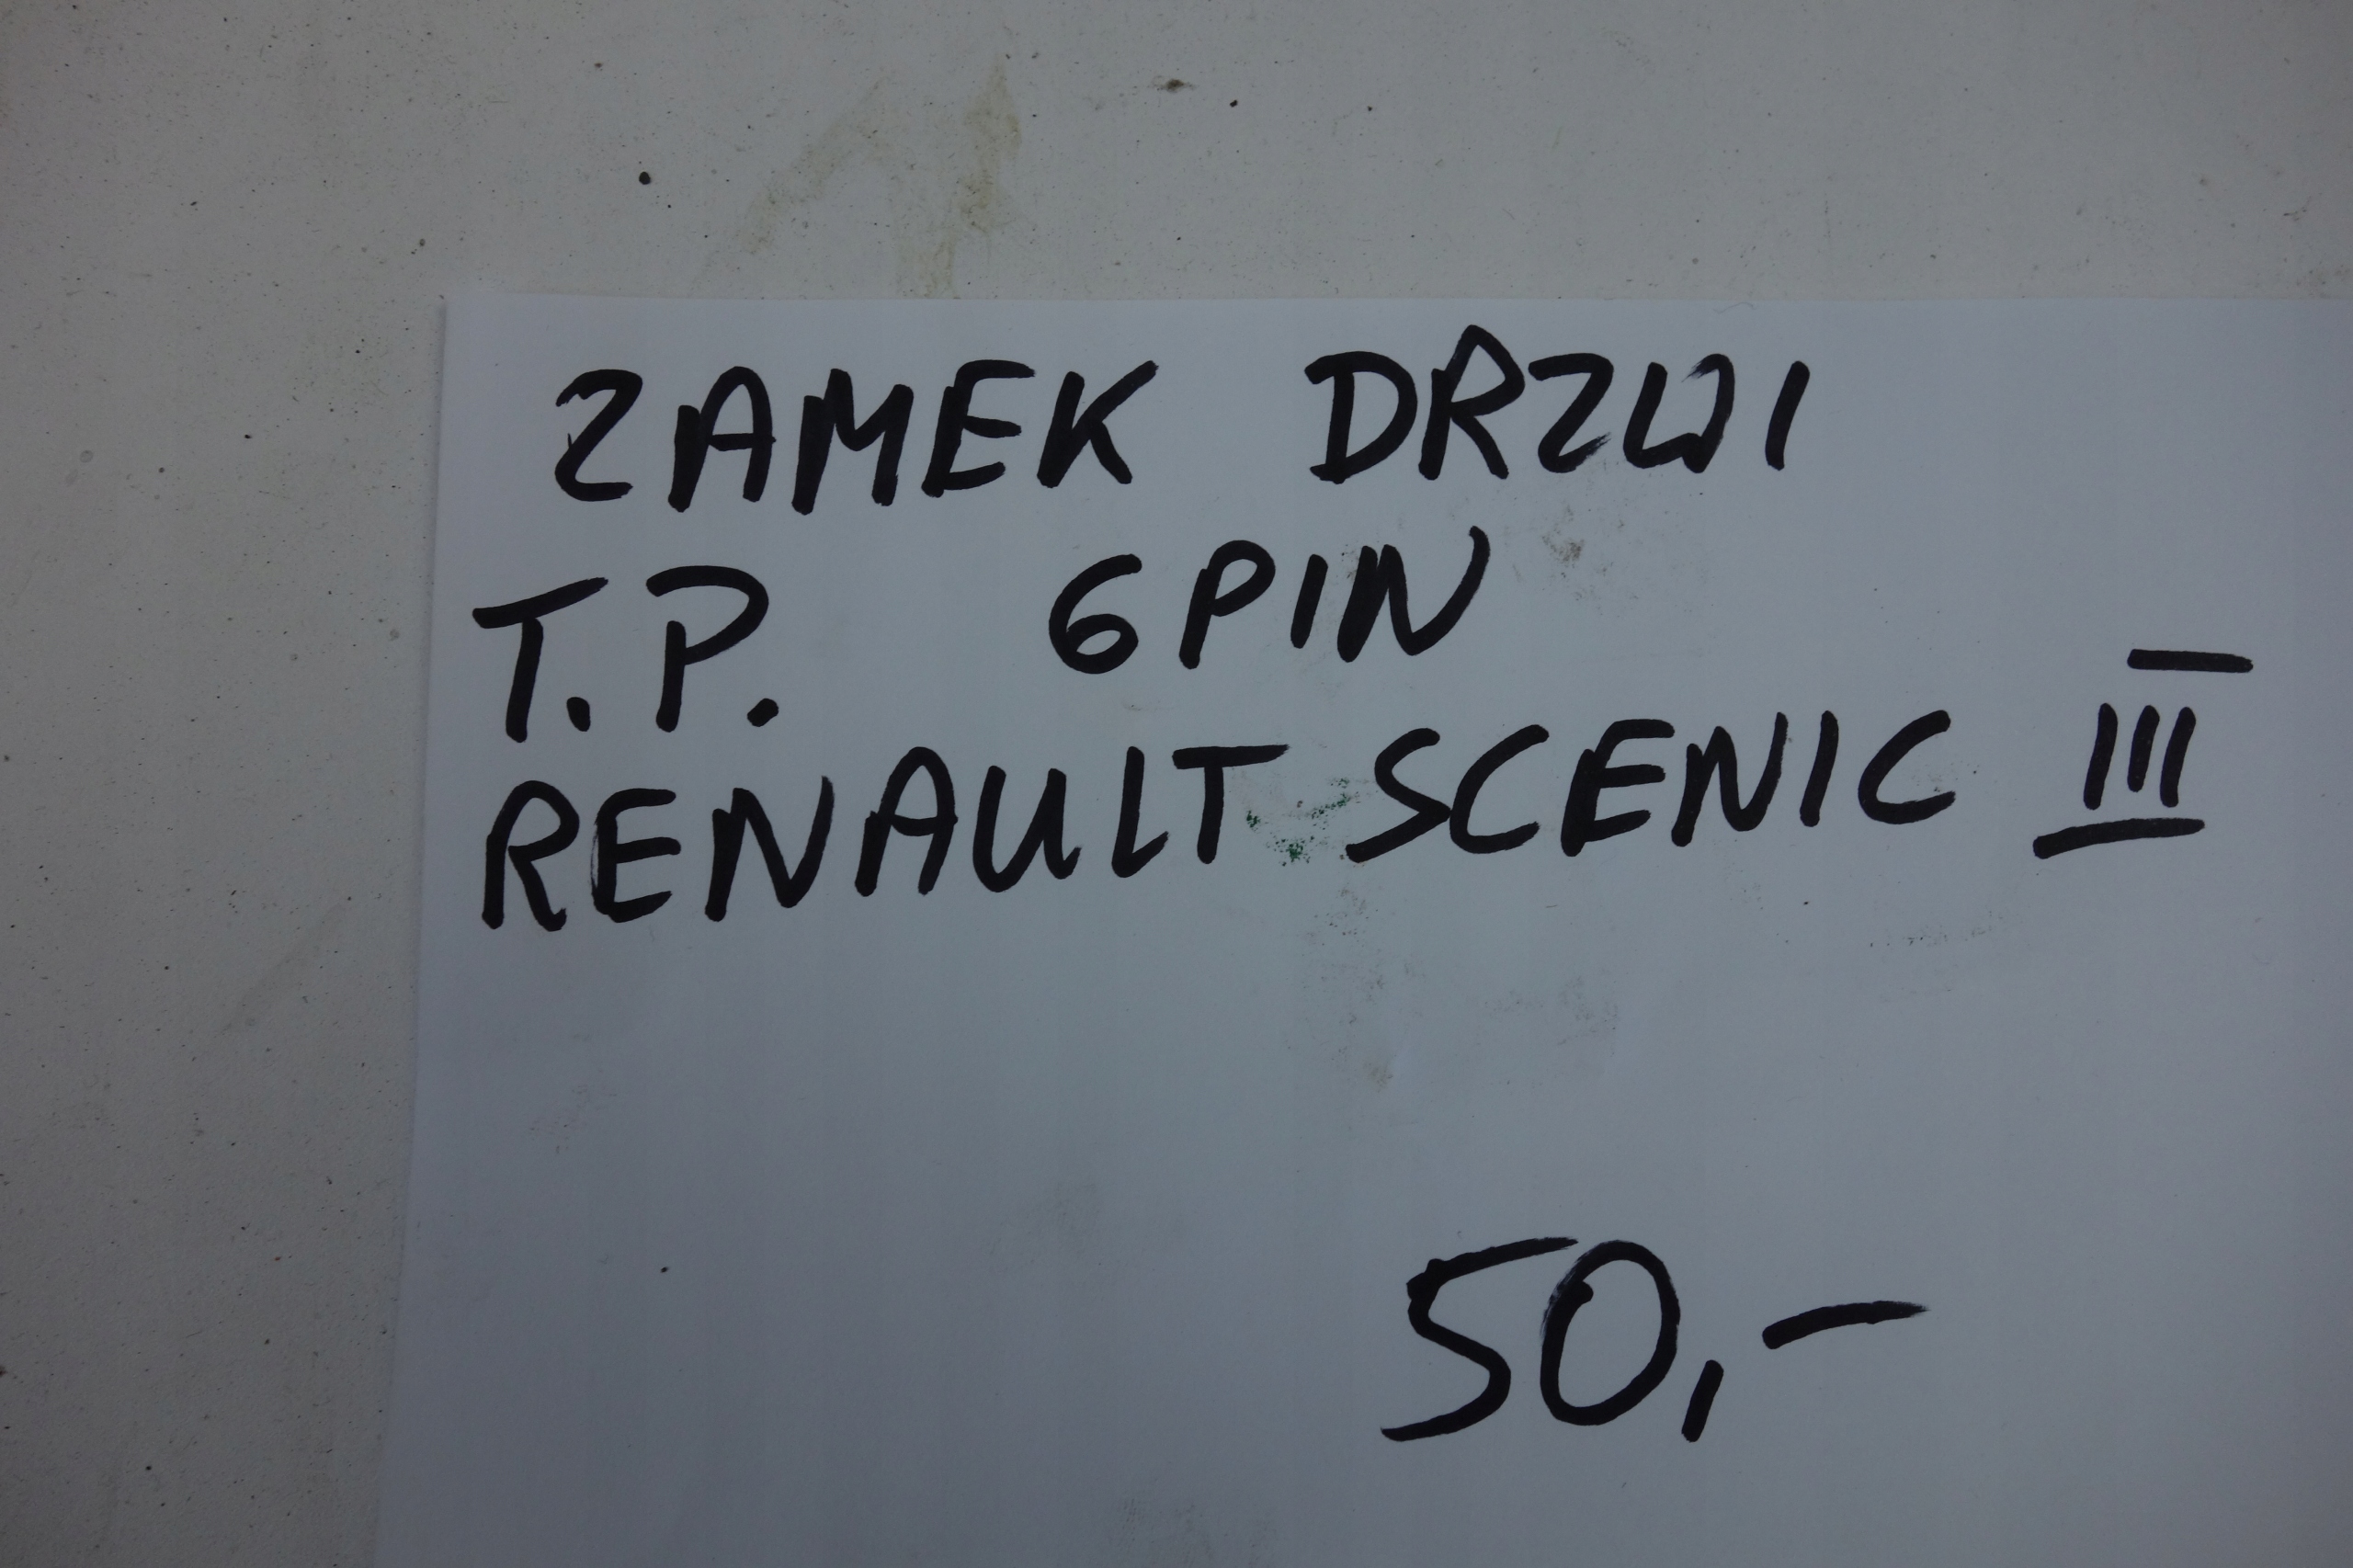 ZAMEK DRZWI
T.P. 6PIN
RENAULT SCENIC III
50,-